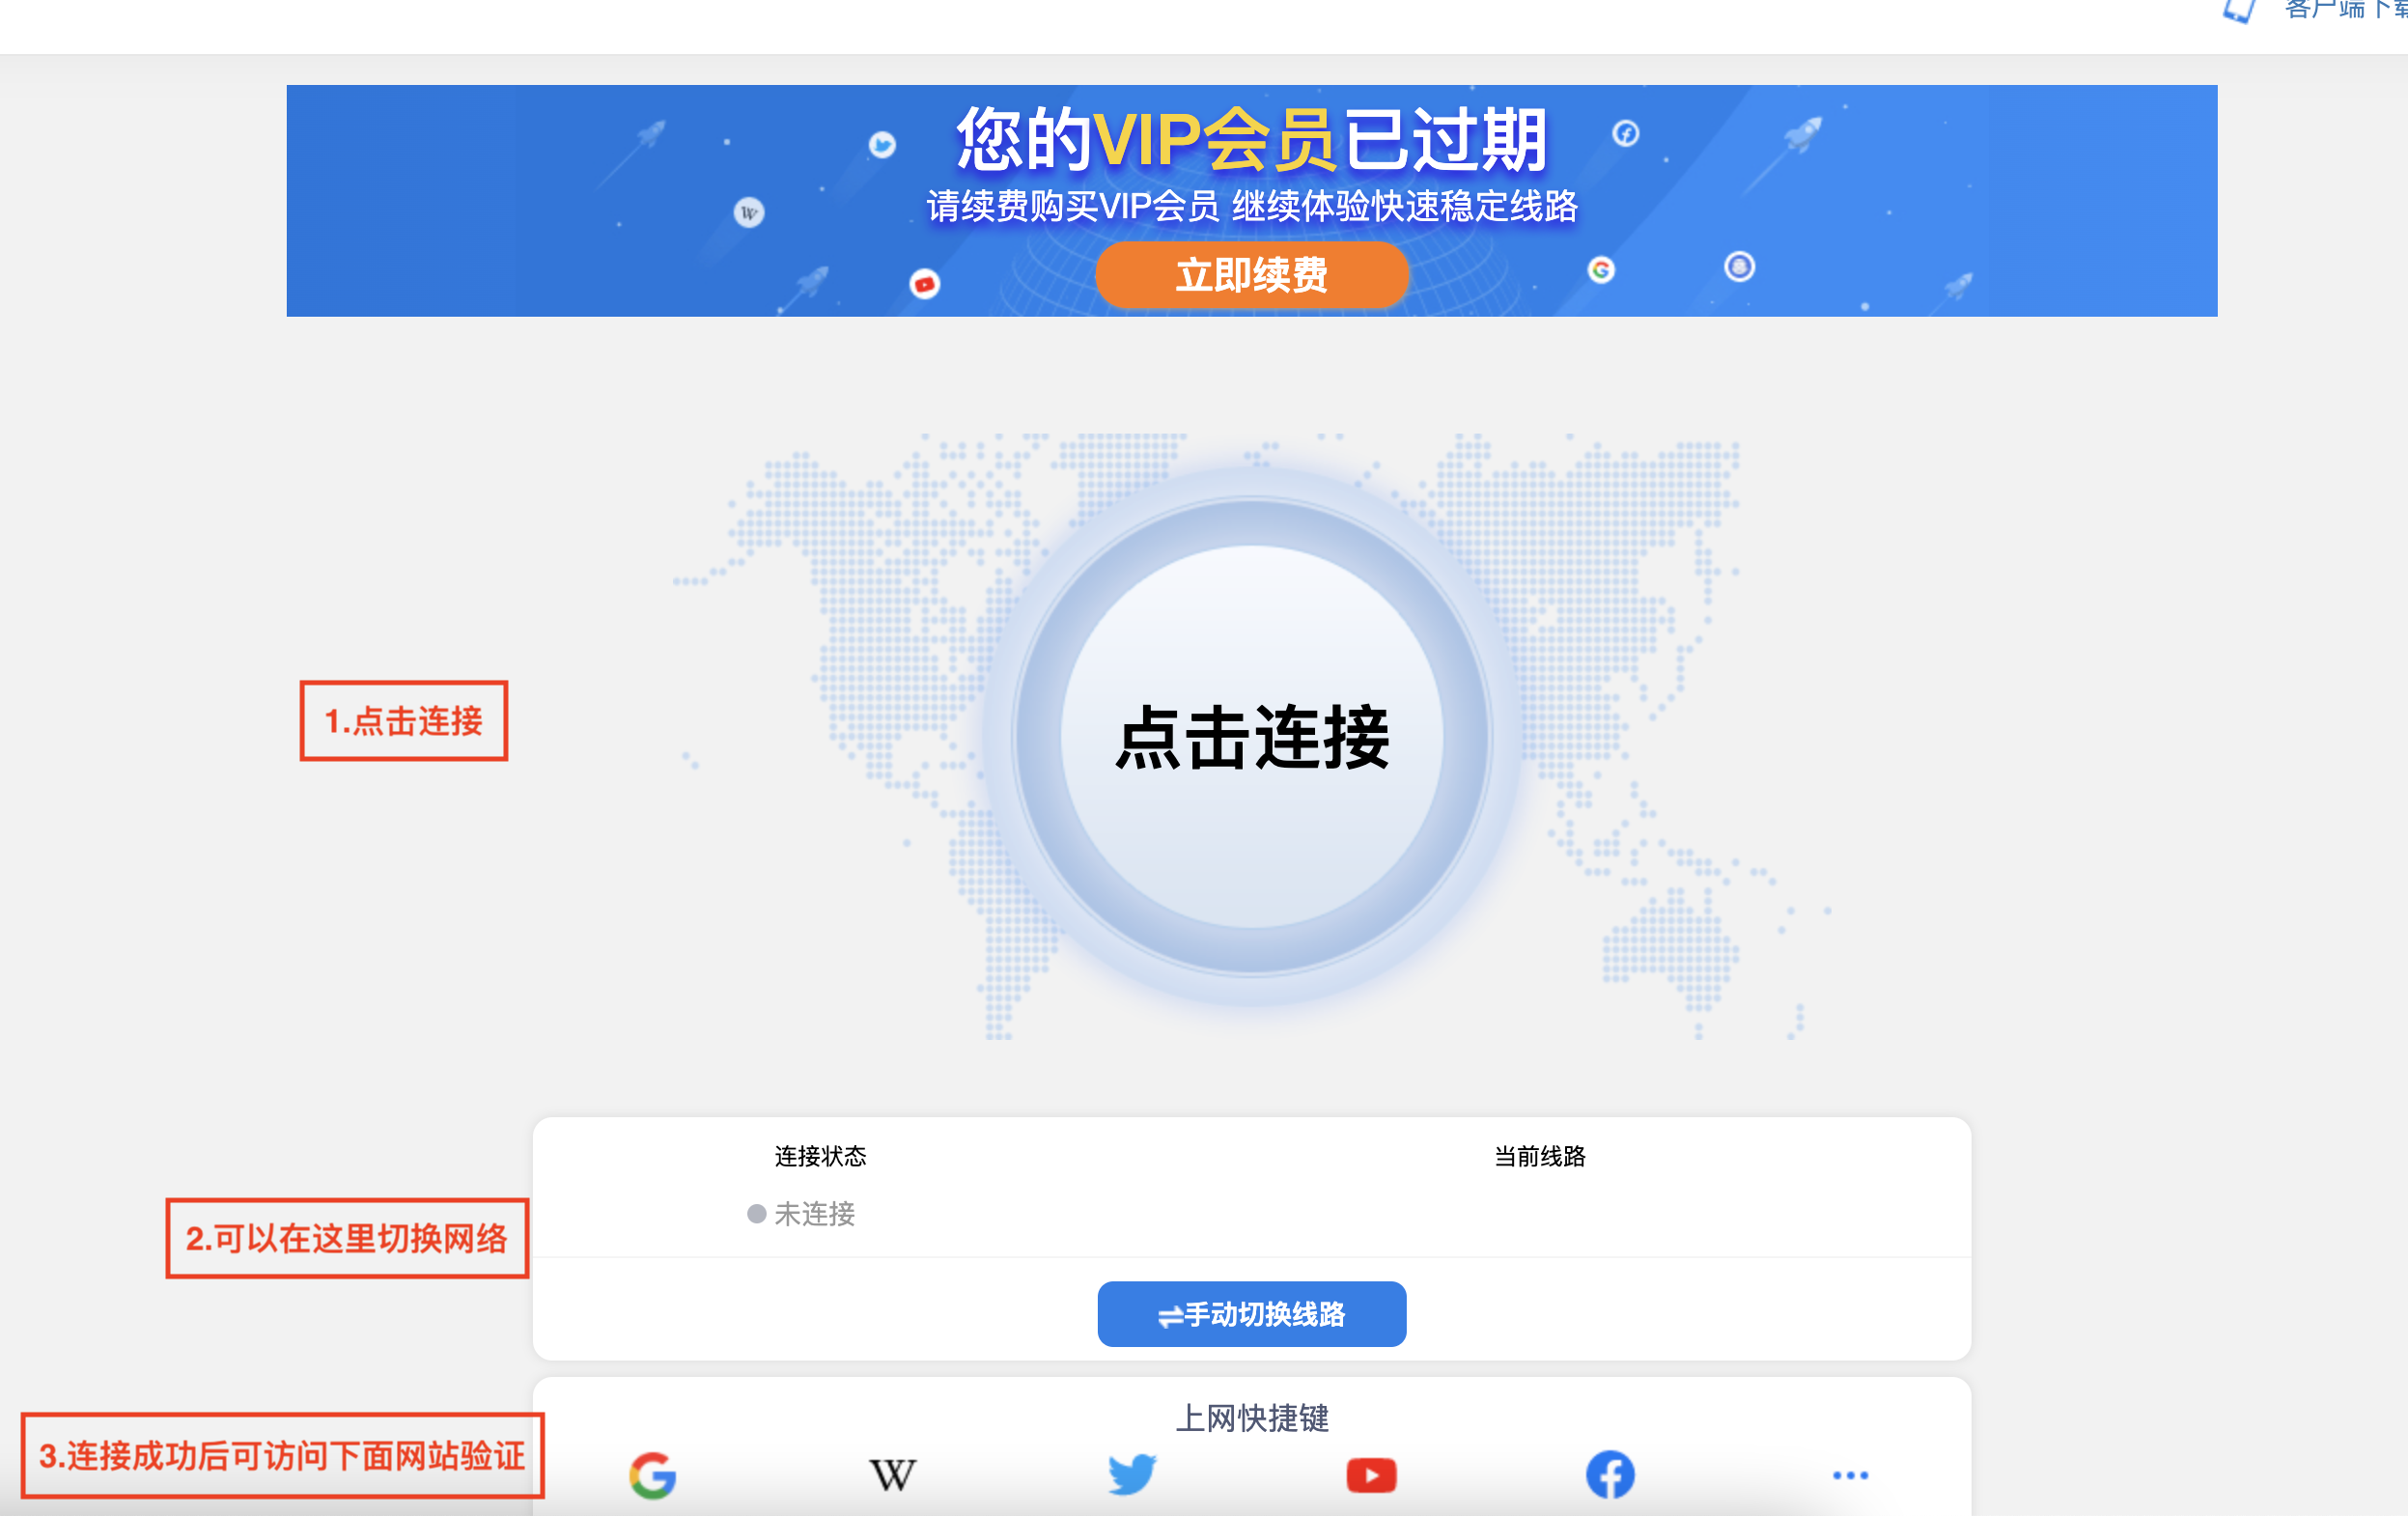 客户端下载
您的VIP会员已过期
请续费购买VIP会员 继续体验快速稳定线路
立即续费
1.点击连接
点击连接
连接状态
当前线路
未连接
2.可以在这里切换网络
⇌手动切换线路
上网快捷键
3.连接成功后可访问下面网站验证
W